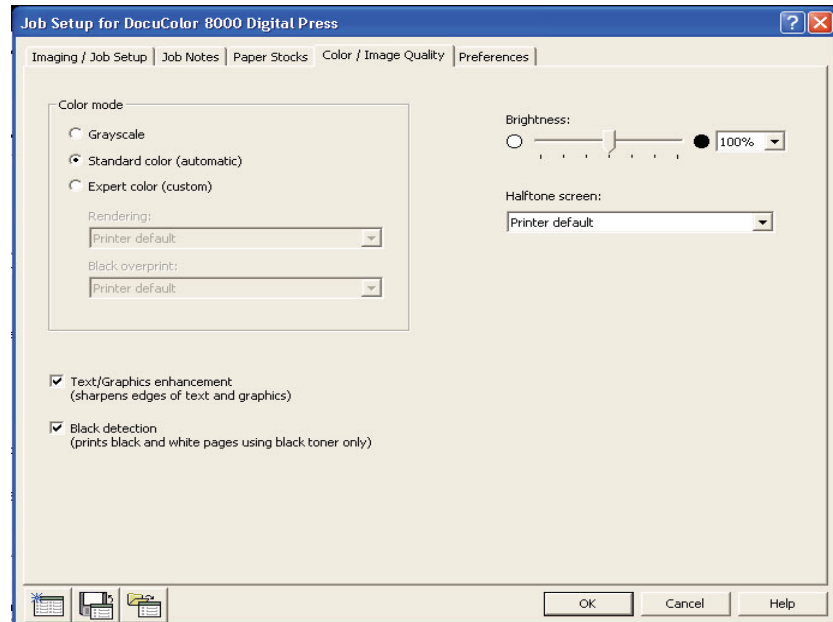 Job Setup for DocuColor 8000 Digital Press
Imaging / Job Setup
Job Notes
Paper Stocks
Color / Image Quality
Preferences
Color mode
Grayscale
Standard color (automatic)
Expert color (custom)
Rendering:
Printer default
Black overprint:
Printer default
Brightness:
100%
Halftone screen:
Printer default
Text/Graphics enhancement
(sharpens edges of text and graphics)
Black detection
(prints black and white pages using black toner only)
OK
Cancel
Help